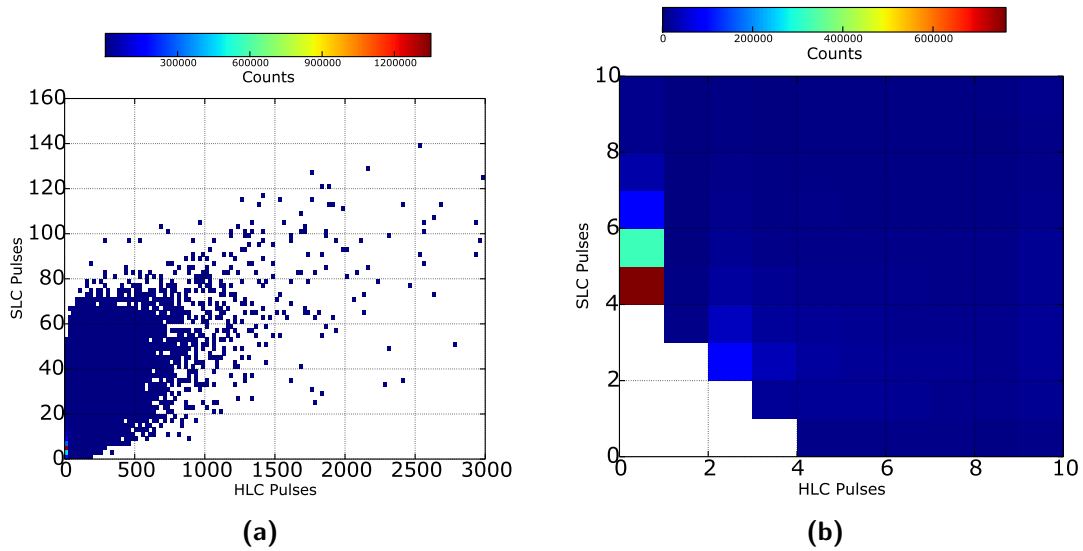 300000 600000 900000 1200000
Counts
160
140
120
100
80
60
40
20
0
SLC Pulses
0 500 1000 1500 2000 2500 3000
HLC Pulses
(a)
0 200000 400000 600000
Counts
10
8
6
4
2
0
SLC Pulses
0 2 4 6 8 10
HLC Pulses
(b)